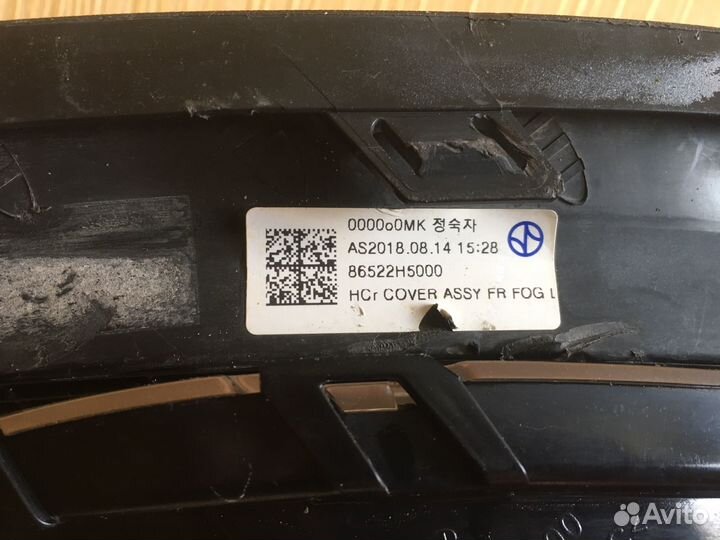 0000o0MK 정숙자
AS2018.08.14 15:28
86522H5000
HCr COVER ASSY FR FOG L
Avito